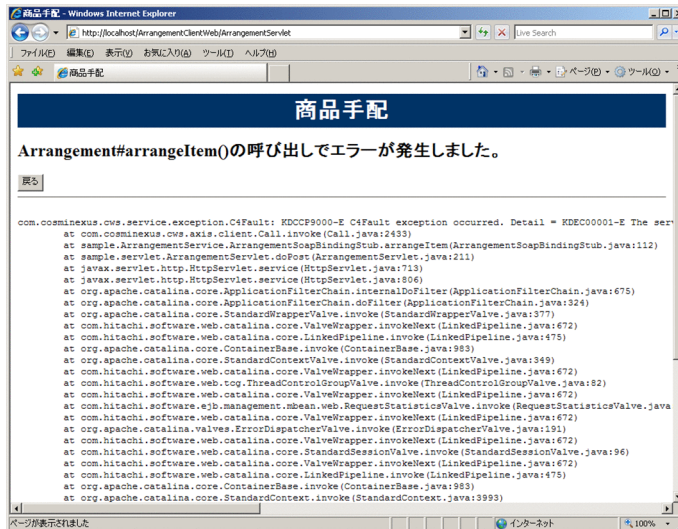 商品手配 - Windows Internet Explorer
http://localhost/ArrangementClientWeb/ArrangementServlet
Live Search
ファイル(F) 編集(E) 表示(V) お気に入り(A) ツール(T) ヘルプ(H)
商品手配
ページ(P) ツール(O)
商品手配
Arrangement#arrangeItem()の呼び出しでエラーが発生しました。
戻る
com.cosminexus.cws.service.exception.C4Fault: KDCCP9000-E C4Fault exception occurred. Detail = KDEC00001-E The serv
at com.cosminexus.cws.axis.client.Call.invoke(Call.java:2433)
at sample.ArrangementService.ArrangementSoapBindingStub.arrangeItem(ArrangementSoapBindingStub.java:112)
at sample.servlet.ArrangementServlet.doPost(ArrangementServlet.java:211)
at javax.servlet.http.HttpServlet.service(HttpServlet.java:713)
at javax.servlet.http.HttpServlet.service(HttpServlet.java:806)
at org.apache.catalina.core.ApplicationFilterChain.internalDoFilter(ApplicationFilterChain.java:675)
at org.apache.catalina.core.ApplicationFilterChain.doFilter(ApplicationFilterChain.java:324)
at org.apache.catalina.core.StandardWrapperValve.invoke(StandardWrapperValve.java:377)
at com.hitachi.software.web.catalina.core.ValveWrapper.invokeNext(LinkedPipeline.java:672)
at com.hitachi.software.web.catalina.core.LinkedPipeline.invoke(LinkedPipeline.java:475)
at org.apache.catalina.core.ContainerBase.invoke(ContainerBase.java:983)
at org.apache.catalina.core.StandardContextValve.invoke(StandardContextValve.java:349)
at com.hitachi.software.web.catalina.core.ValveWrapper.invokeNext(LinkedPipeline.java:672)
at com.hitachi.software.web.tcg.ThreadControlGroupValve.invoke(ThreadControlGroupValve.java:82)
at com.hitachi.software.web.catalina.core.ValveWrapper.invokeNext(LinkedPipeline.java:672)
at com.hitachi.software.ejb.management.mbean.web.RequestStatisticsValve.invoke(RequestStatisticsValve.java
at com.hitachi.software.web.catalina.core.ValveWrapper.invokeNext(LinkedPipeline.java:672)
at org.apache.catalina.valves.ErrorDispatcherValve.invoke(ErrorDispatcherValve.java:191)
at com.hitachi.software.web.catalina.core.ValveWrapper.invokeNext(LinkedPipeline.java:672)
at com.hitachi.software.web.catalina.core.StandardSessionValve.invoke(StandardSessionValve.java:96)
at com.hitachi.software.web.catalina.core.ValveWrapper.invokeNext(LinkedPipeline.java:672)
at com.hitachi.software.web.catalina.core.LinkedPipeline.invoke(LinkedPipeline.java:475)
at org.apache.catalina.core.ContainerBase.invoke(ContainerBase.java:983)
at org.apache.catalina.core.StandardContext.invoke(StandardContext.java:3993)
ページが表示されました インターネット 100%